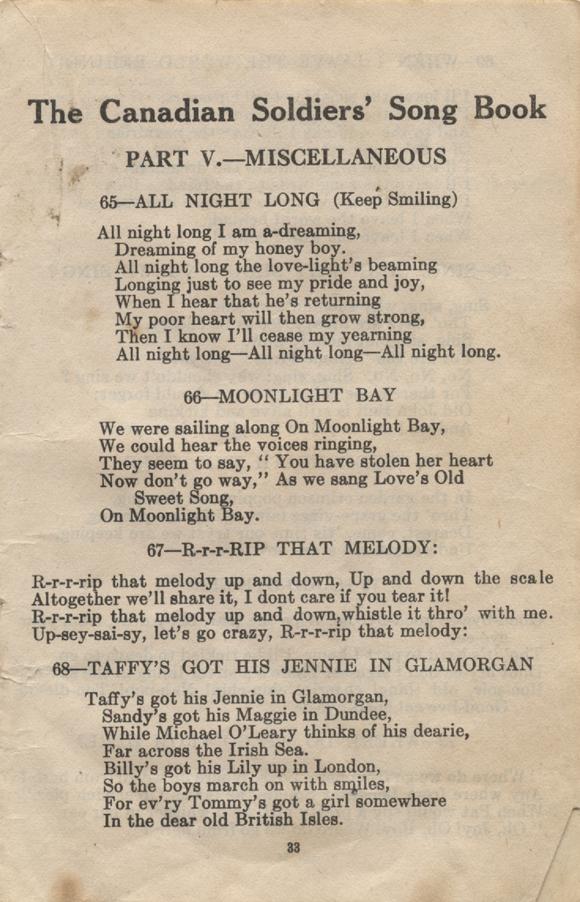 The Canadian Soldiers' Song Book
PART V.—MISCELLANEOUS
65—ALL NIGHT LONG (Keep Smiling)
All night long I am a-dreaming,
Dreaming of my honey boy.
All night long the love-light's beaming
Longing just to see my pride and joy,
When I hear that he's returning
My poor heart will then grow strong,
Then I know I'll cease my yearning
All night long—All night long—All night long.
66—MOONLIGHT BAY
We were sailing along On Moonlight Bay,
We could hear the voices ringing,
They seem to say, “ You have stolen her heart
Now don't go way,” As we sang Love's Old
Sweet Song,
On Moonlight Bay.
67—R-r-r-RIP THAT MELODY:
R-r-r-rip that melody up and down, Up and down the scale
Altogether we'll share it, I dont care if you tear it!
R-r-r-rip that melody up and down,whistle it thro' with me.
Up-sey-sai-sy, let's go crazy, R-r-r-rip that melody:
68—TAFFY'S GOT HIS JENNIE IN GLAMORGAN
Taffy's got his Jennie in Glamorgan,
Sandy's got his Maggie in Dundee,
While Michael O'Leary thinks of his dearie,
Far across the Irish Sea.
Billy's got his Lily up in London,
So the boys march on with smiles,
For ev'ry Tommy's got a girl somewhere
In the dear old British Isles.
33